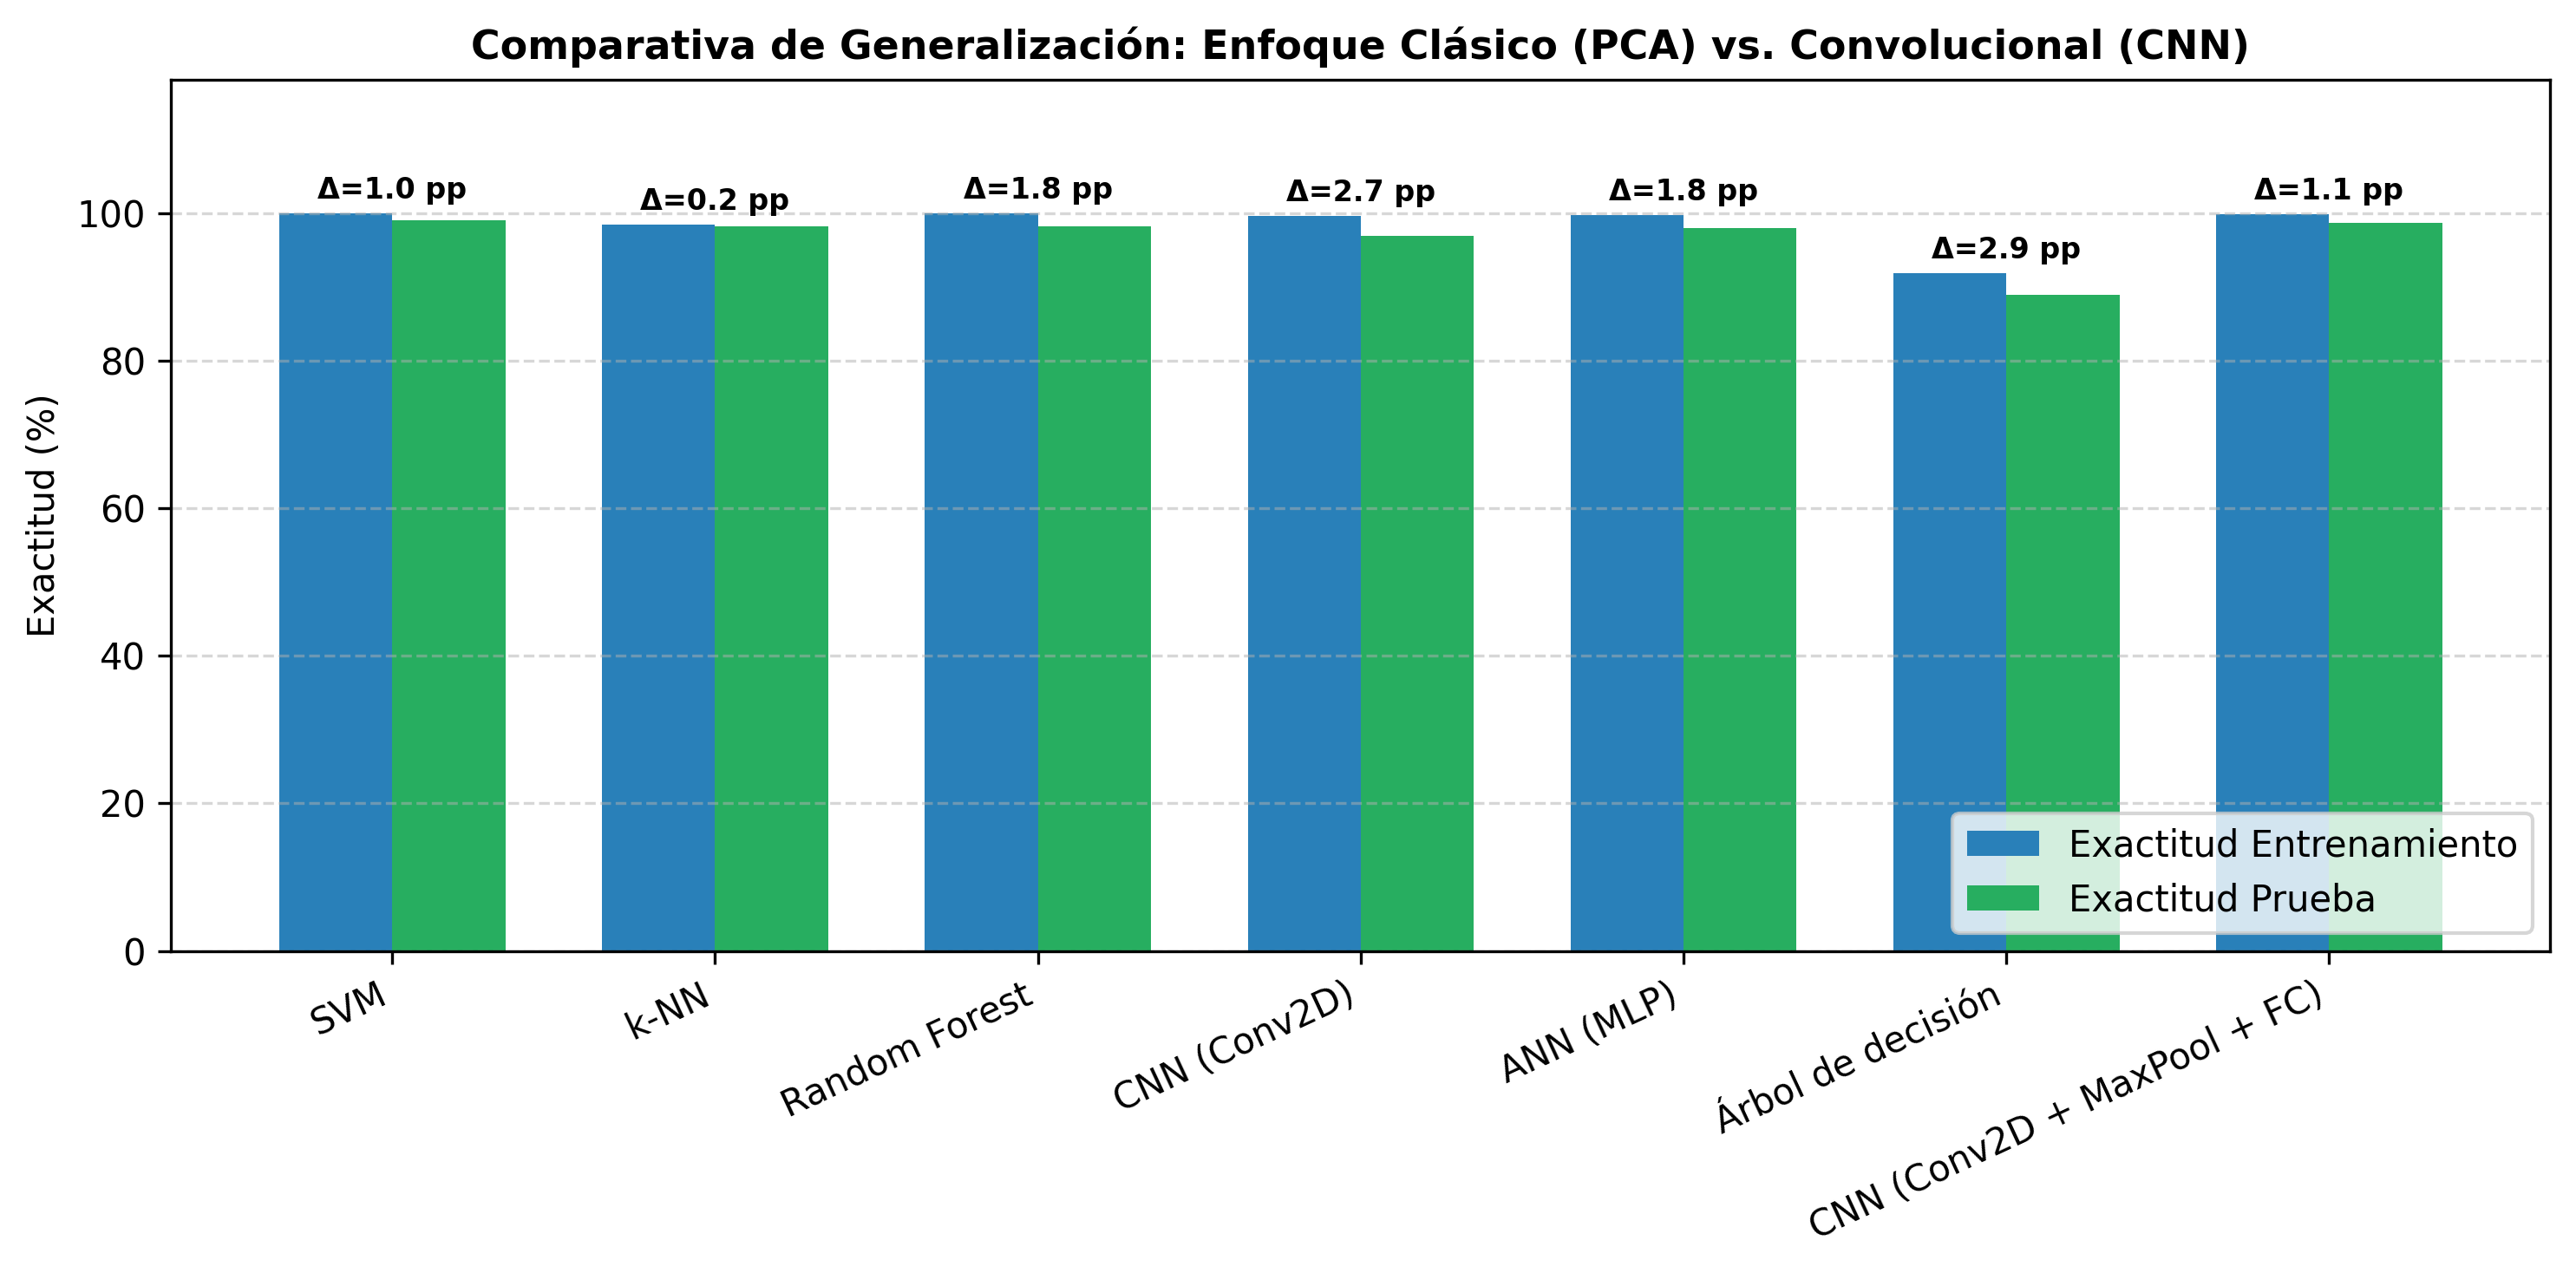 Comparativa de Generalización: Enfoque Clásico (PCA) vs. Convolucional (CNN)
Exactitud (%)
100
80
60
40
20
0
Δ=1.0 pp
Δ=0.2 pp
Δ=1.8 pp
Δ=2.7 pp
Δ=1.8 pp
Δ=2.9 pp
Δ=1.1 pp
Exactitud Entrenamiento
Exactitud Prueba
SVM
k-NN
Random Forest
CNN (Conv2D)
ANN (MLP)
Árbol de decisión
CNN (Conv2D + MaxPool + FC)